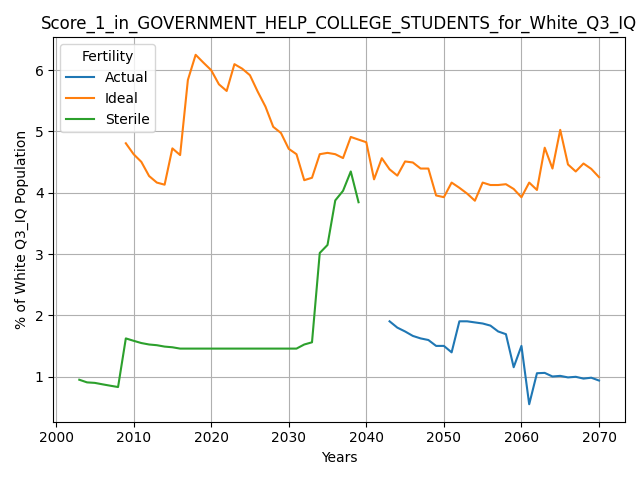 Score_1_in_GOVERNMENT_HELP_COLLEGE_STUDENTS_for_White_Q3_IQ
Fertility
Actual
Ideal
Sterile
% of White Q3_IQ Population
6
5
4
3
2
1
2000 2010 2020 2030 2040 2050 2060 2070
Years